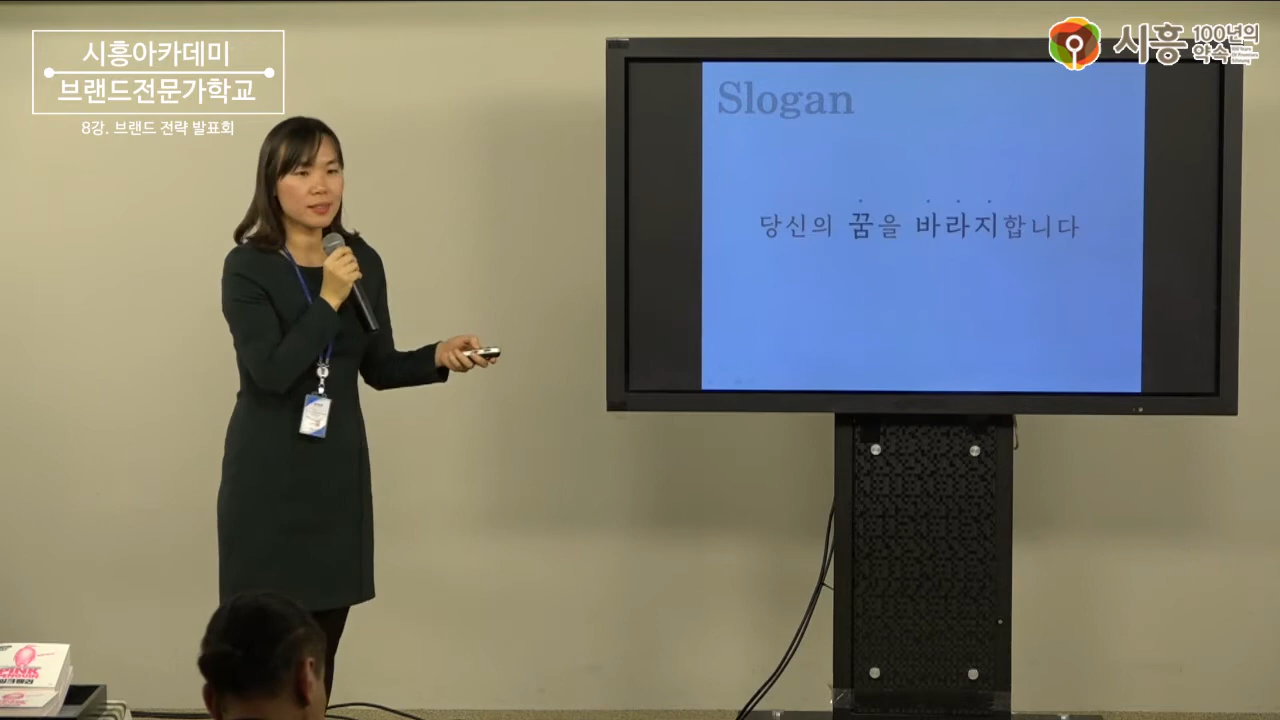 시흥아카데미
브랜드전문가학교
8강. 브랜드 전략 발표회
시흥 100년의
약속
Slogan
당신의 꿈을 바라지합니다
PINK